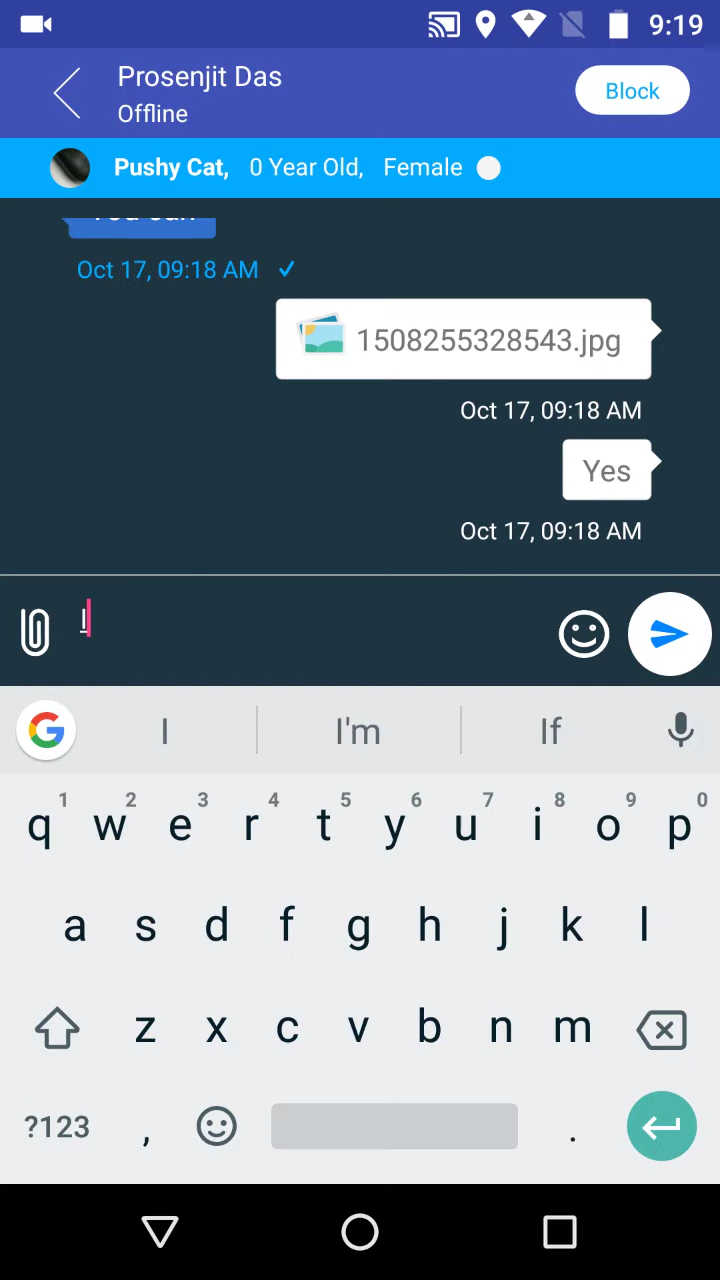 9:19
Prosenjit Das
Offline
Block
Pushy Cat, 0 Year Old, Female
You can
Oct 17, 09:18 AM
1508255328543.jpg
Oct 17, 09:18 AM
Yes
Oct 17, 09:18 AM
I
I I'm If
q 1 w 2 e 3 r 4 t 5 y 6 u 7 i 8 o 9 p 0
a s d f g h j k l
z x c v b n m
?123 , .